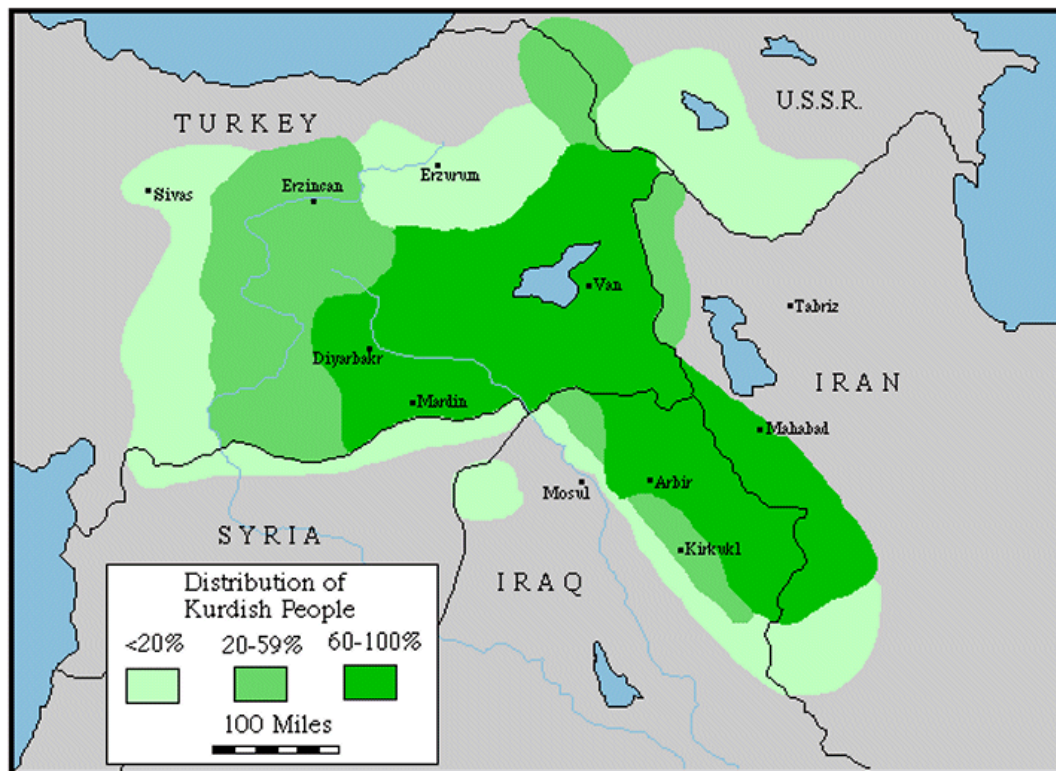 U.S.S.R.
TURKEY
Erzurum
Sivas
Erzincan
Van
Tabriz
Diyarbakr
IRAN
Mardin
Mahabad
Arbir
Mosul
SYRIA
Kirkuk1
IRAQ
Distribution of
Kurdish People
<20% 20-59% 60-100%
100 Miles